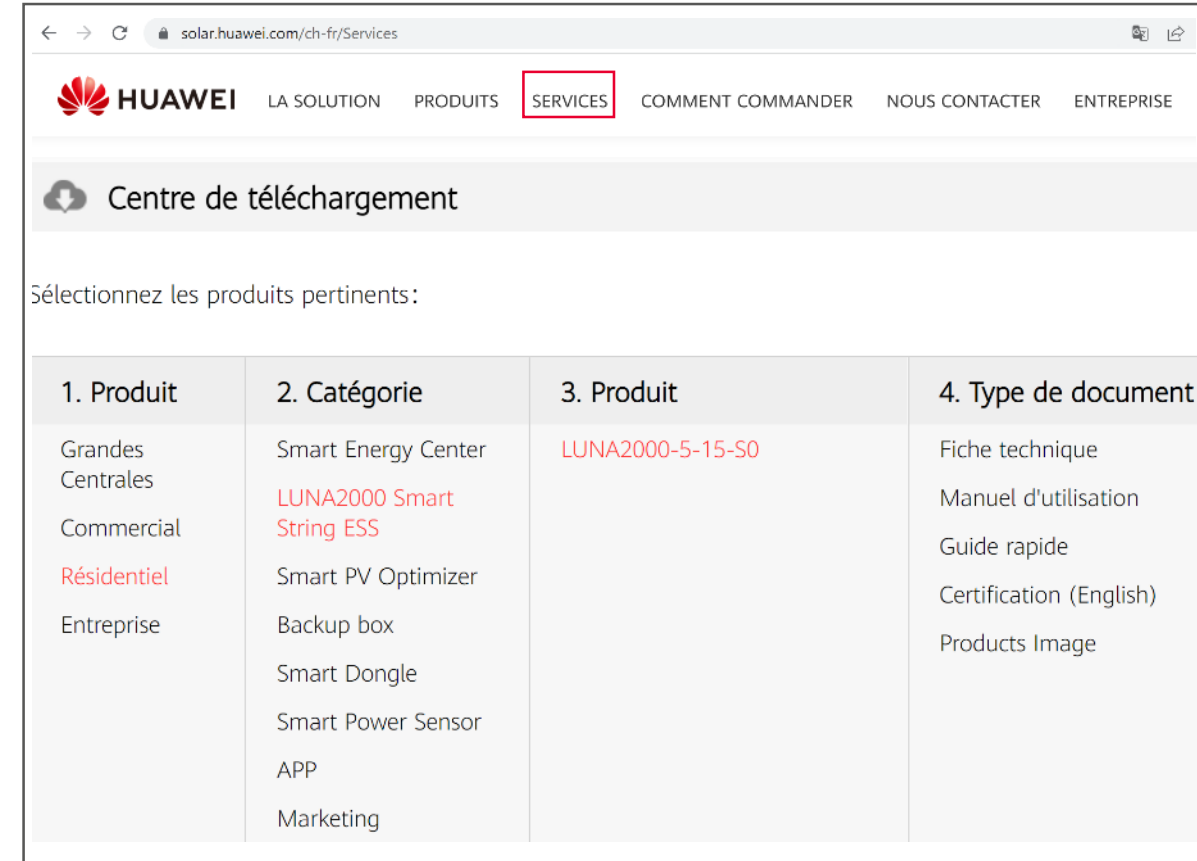 solar.huawei.com/ch-fr/Services
HUAWEI LA SOLUTION PRODUITS SERVICES COMMENT COMMANDER NOUS CONTACTER ENTREPRISE
Centre de téléchargement
Sélectionnez les produits pertinents:
1. Produit
Grandes
Centrales
Commercial
Résidentiel
Entreprise
2. Catégorie
Smart Energy Center
LUNA2000 Smart
String ESS
Smart PV Optimizer
Backup box
Smart Dongle
Smart Power Sensor
APP
Marketing
3. Produit
LUNA2000-5-15-S0
4. Type de document
Fiche technique
Manuel d'utilisation
Guide rapide
Certification (English)
Products Image